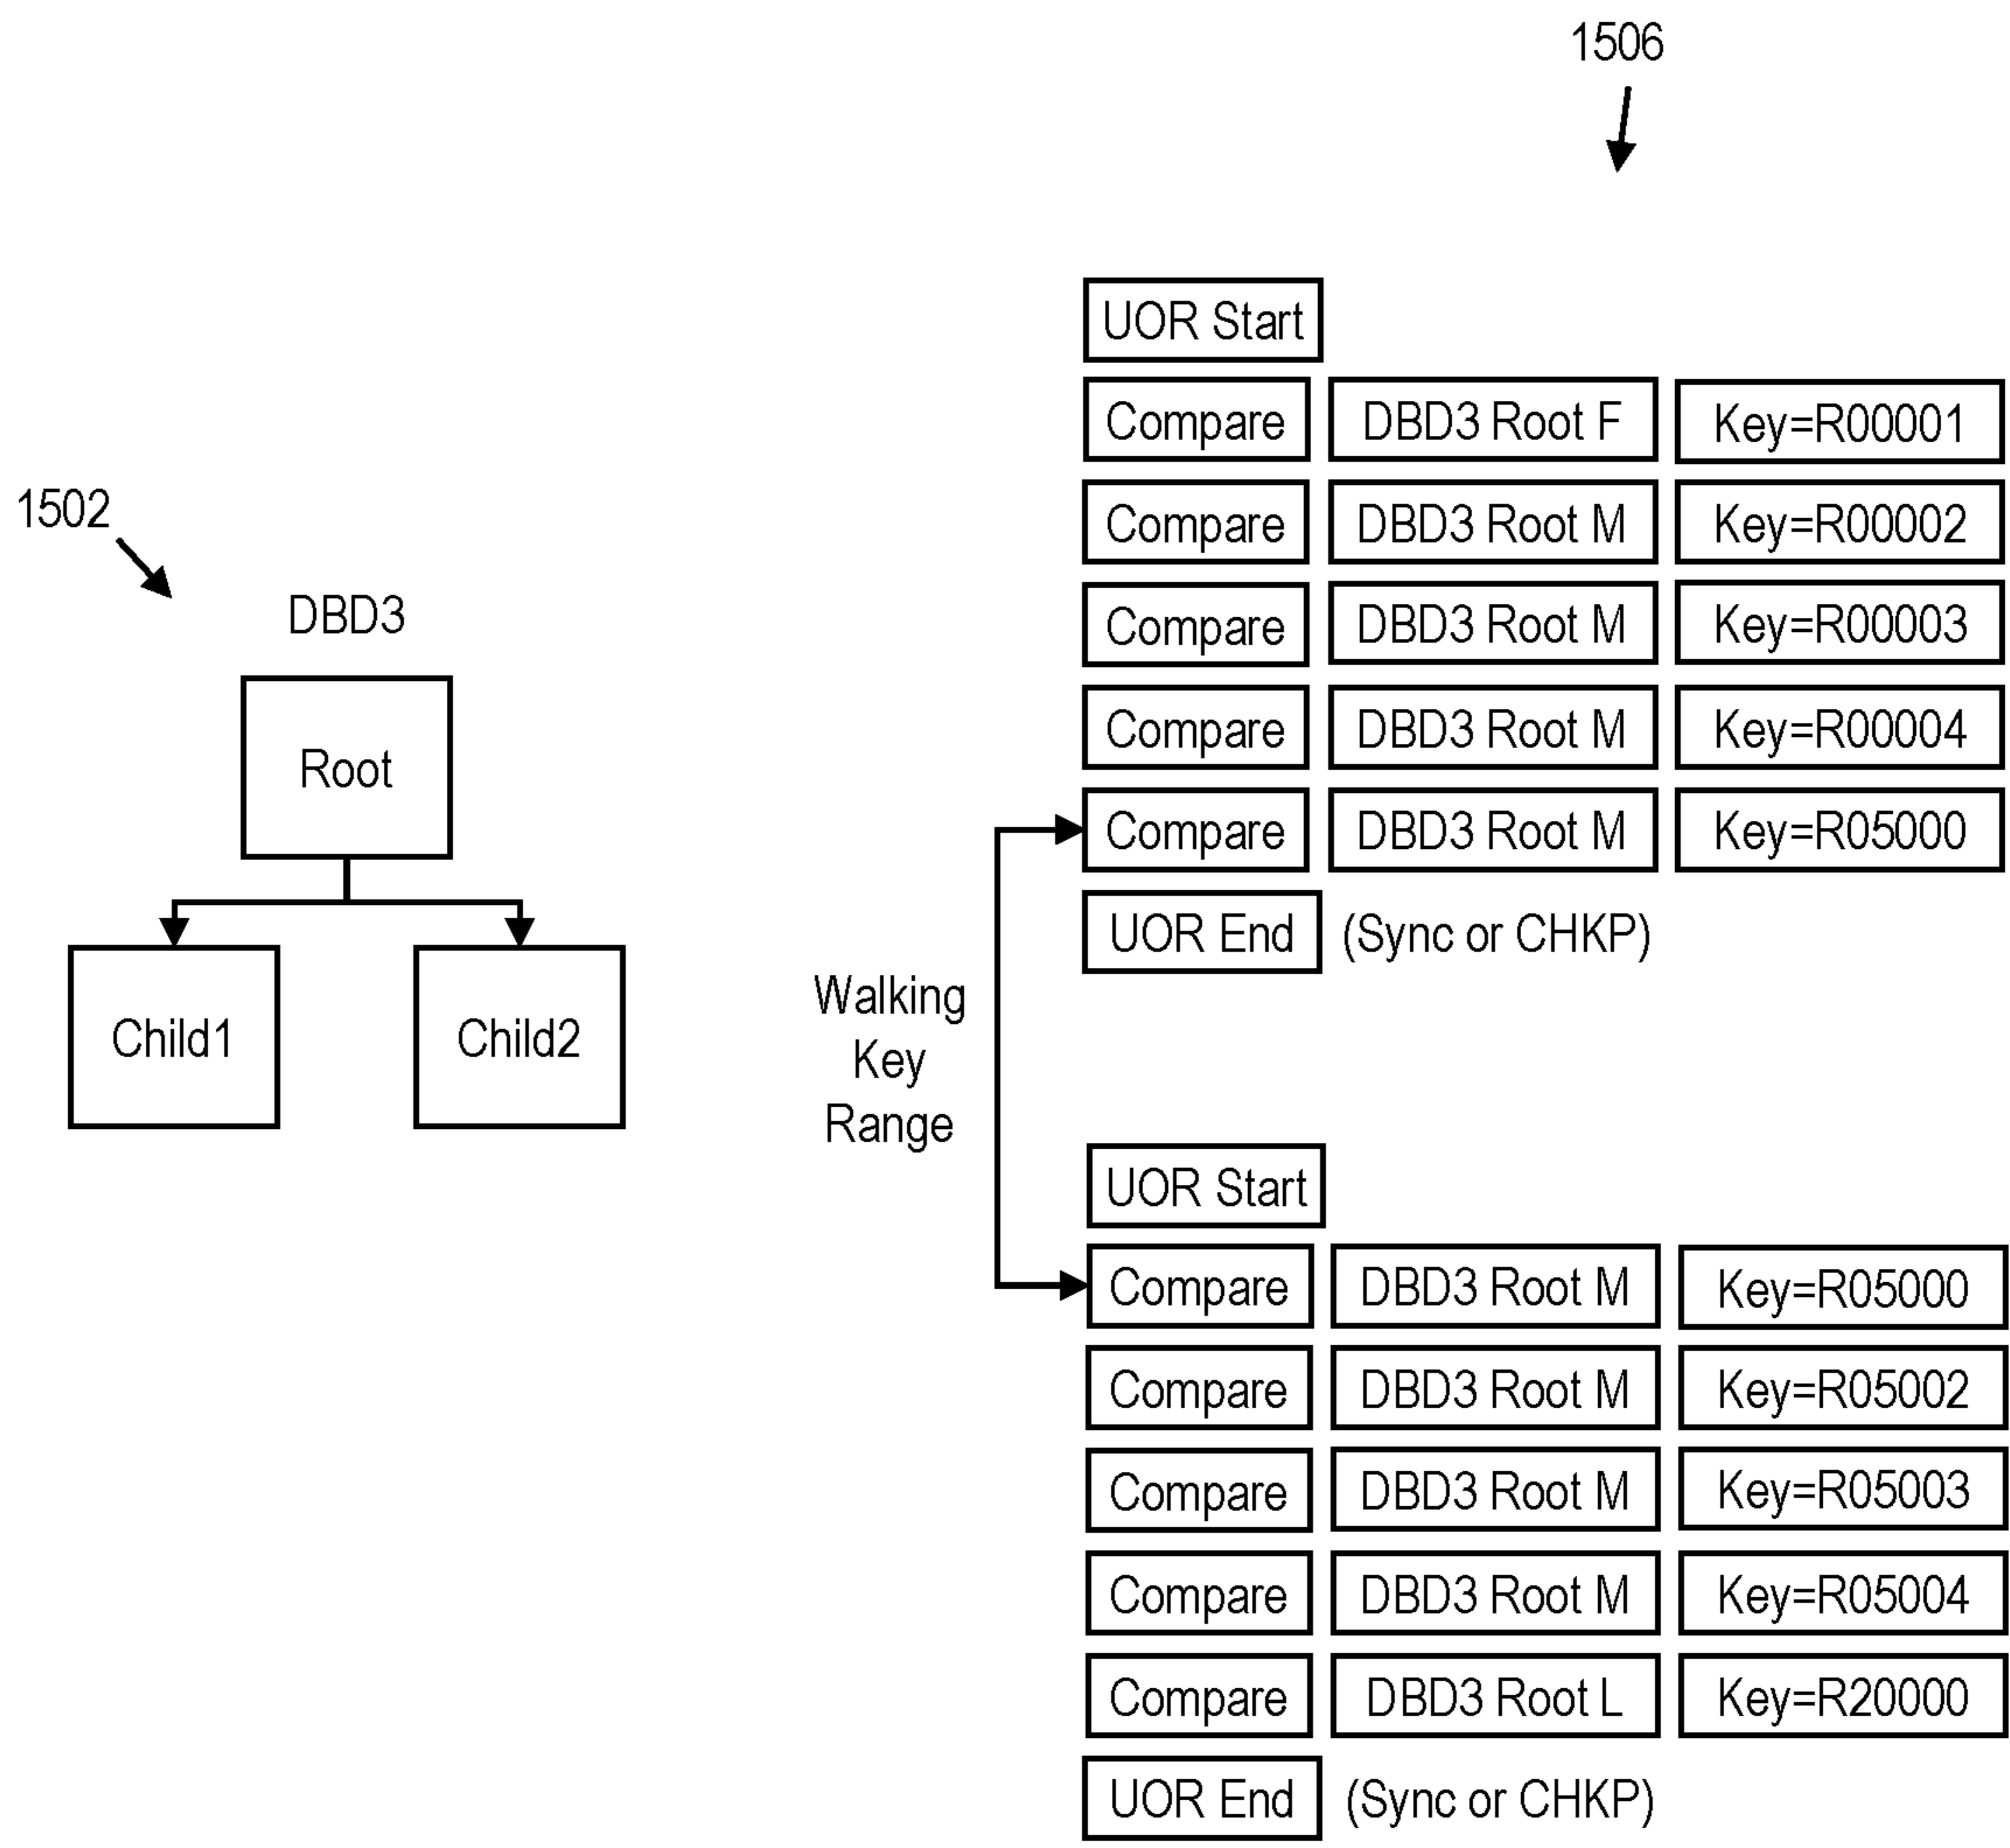 1506
1502
DBD3
Root
Child1 Child2
UOR Start
Compare DBD3 Root F Key=R00001
Compare DBD3 Root M Key=R00002
Compare DBD3 Root M Key=R00003
Compare DBD3 Root M Key=R00004
Compare DBD3 Root M Key=R05000
UOR End (Sync or CHKP)
Walking
Key
Range
UOR Start
Compare DBD3 Root M Key=R05000
Compare DBD3 Root M Key=R05002
Compare DBD3 Root M Key=R05003
Compare DBD3 Root M Key=R05004
Compare DBD3 Root L Key=R20000
UOR End (Sync or CHKP)